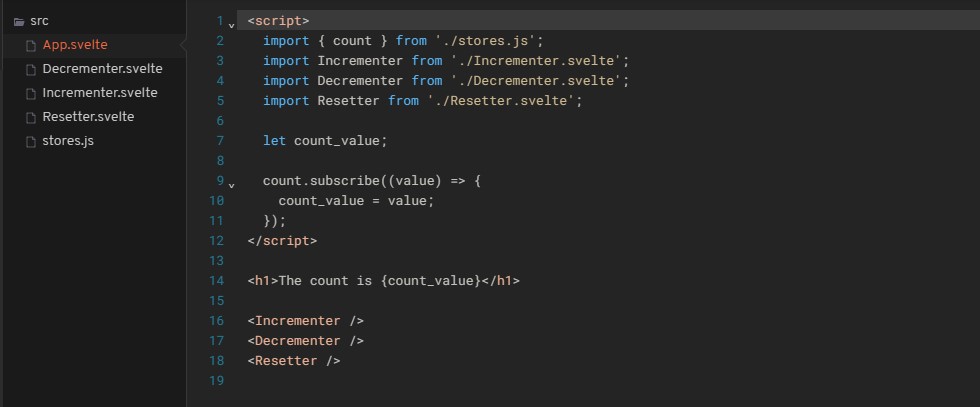 src
App.svelte
Decrementer.svelte
Incrementer.svelte
Resetter.svelte
stores.js
1 <script>
2 import { count } from './stores.js';
3 import Incrementer from './Incrementer.svelte';
4 import Decrementer from './Decrementer.svelte';
5 import Resetter from './Resetter.svelte';
6
7 let count_value;
8
9 count.subscribe((value) => {
10 count_value = value;
11 });
12 </script>
13
14 <h1>The count is {count_value}</h1>
15
16 <Incrementer />
17 <Decrementer />
18 <Resetter />
19